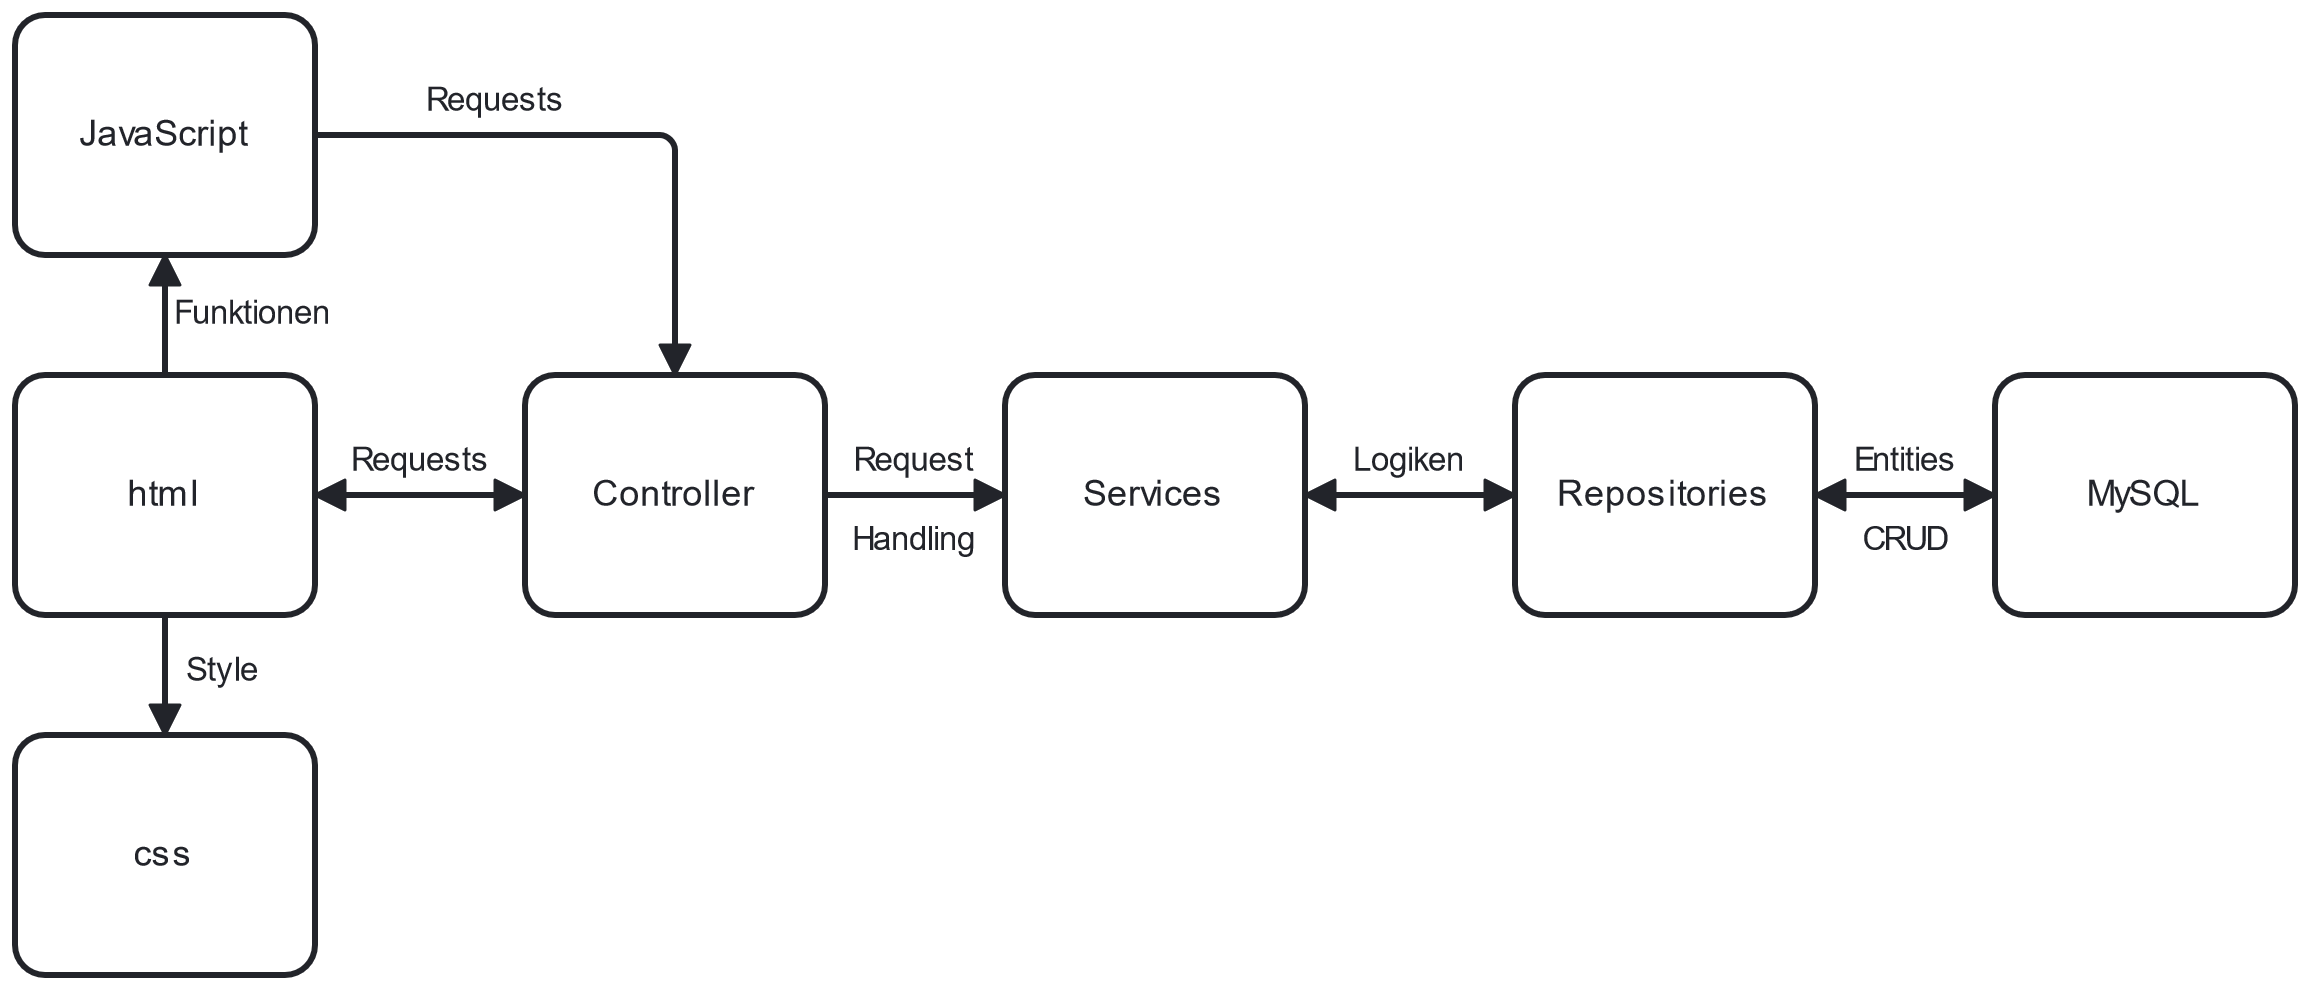 JavaScript
Requests
Funktionen
html
Requests
Controller
Request
Handling
Services
Logiken
Repositories
Entities
CRUD
MySQL
Style
css